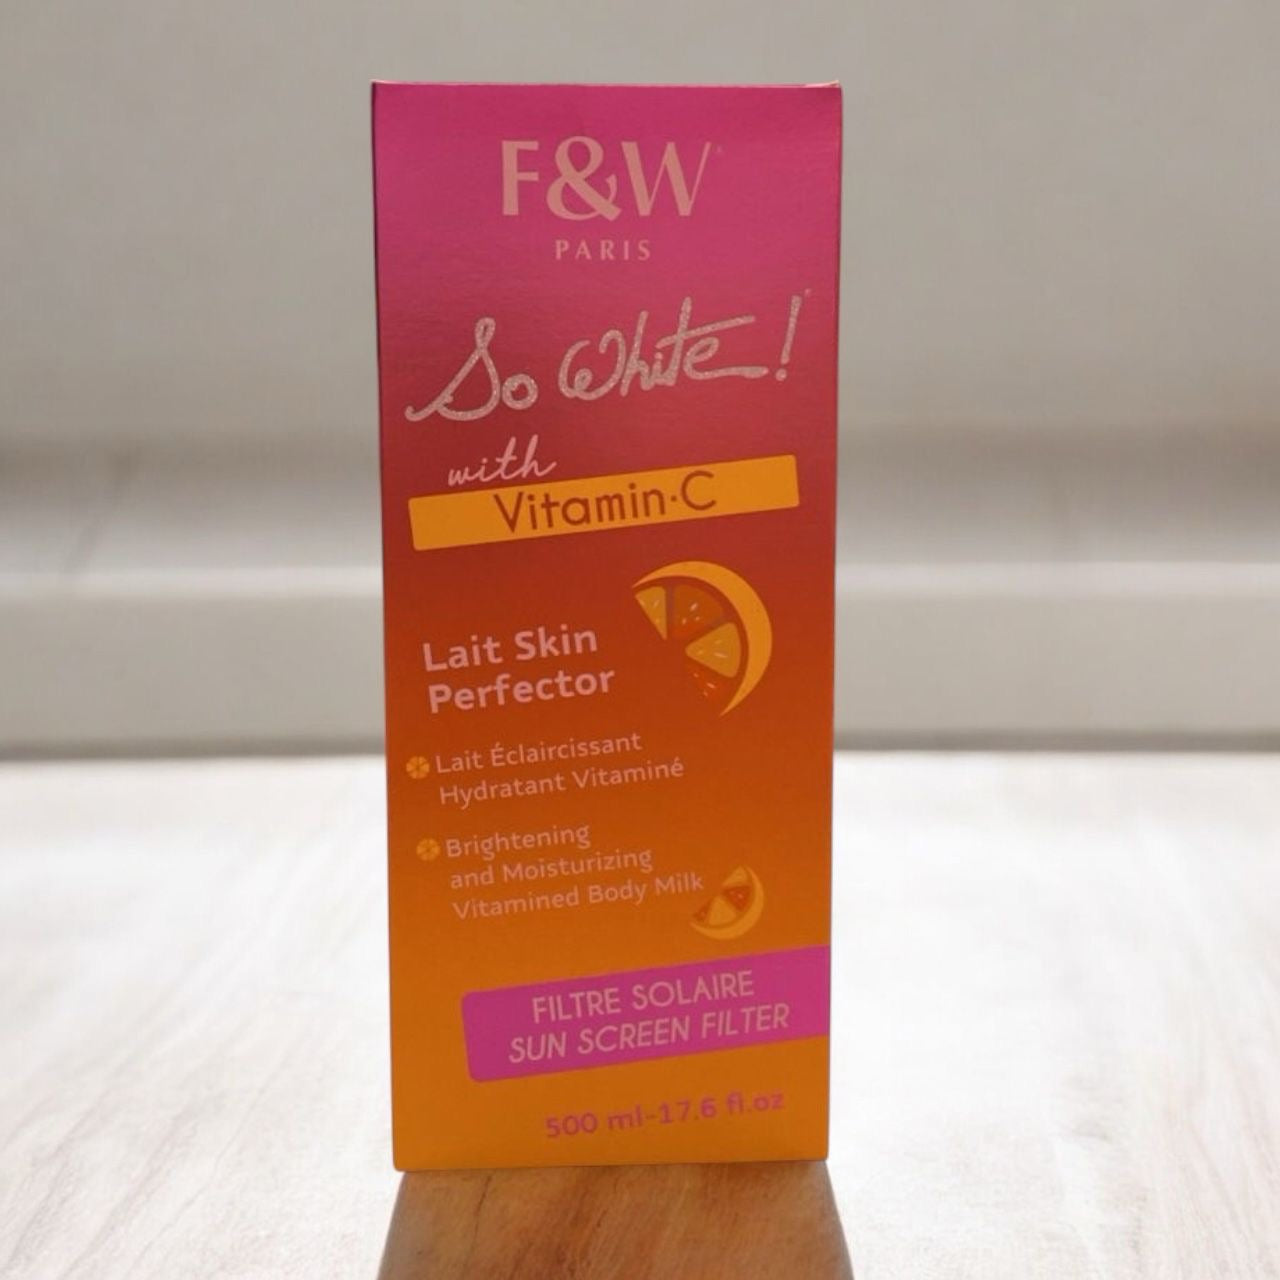 F&W
PARIS
So White!
with
Vitamin·C
Lait Skin
Perfector
Lait Éclaircissant
Hydratant Vitaminé
Brightening
and Moisturizing
Vitamined Body Milk
FILTRE SOLAIRE
SUN SCREEN FILTER
500 ml-17.6 fl.oz